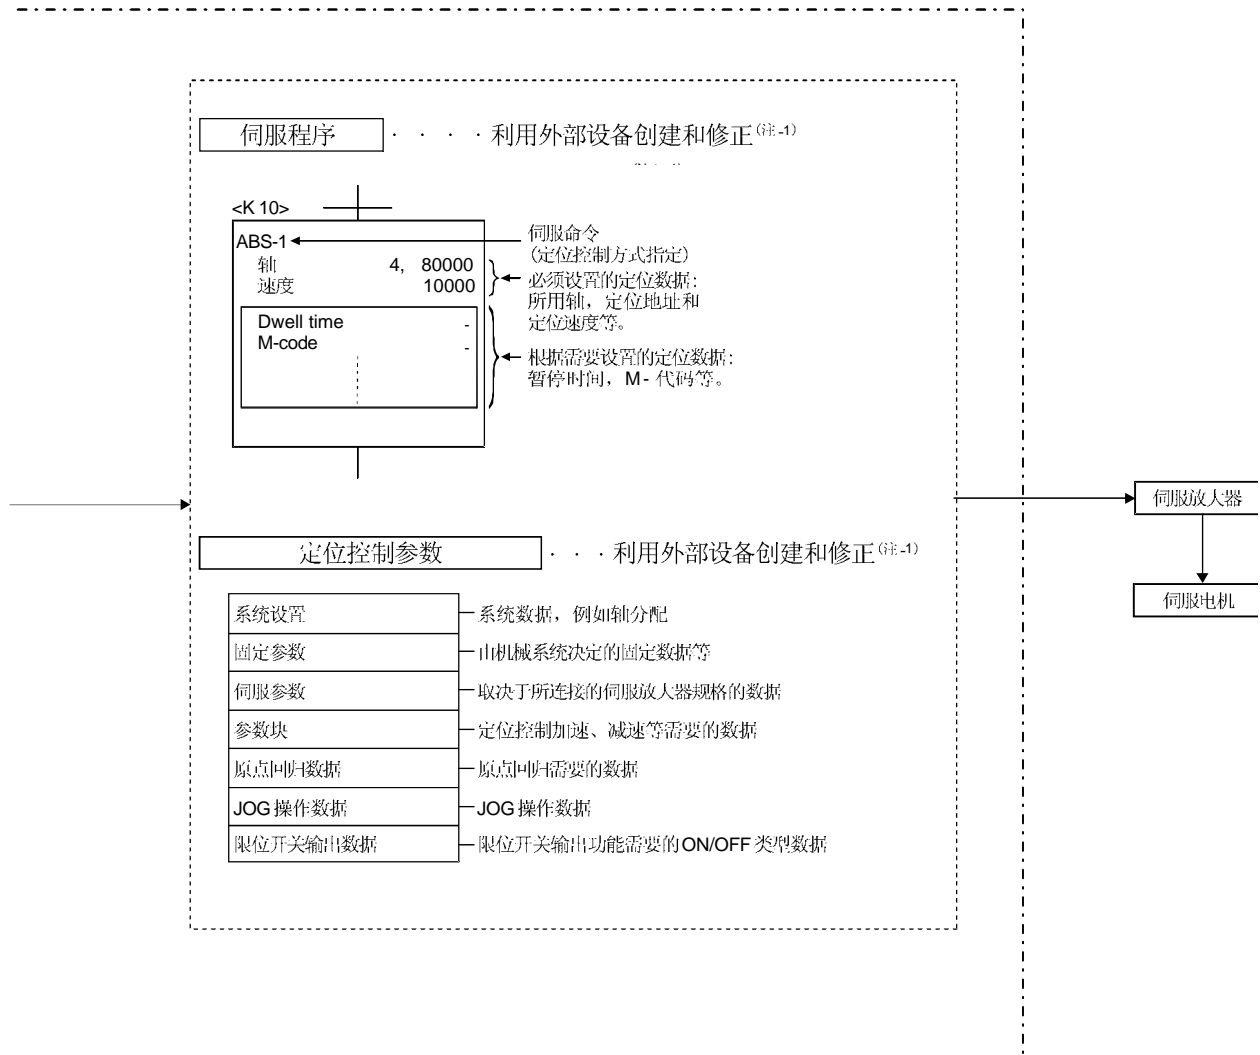 伺服程序 · · · · 利用外部设备创建和修正(注-1)
<K 10>
ABS-1
伺服命令
(定位控制方式指定)
轴 4, 80000
速度 10000
必须设置的定位数据:
所用轴，定位地址和
定位速度等。
Dwell time -
M-code -
根据需要设置的定位数据:
暂停时间，M- 代码等。
伺服放大器
伺服电机
定位控制参数 · · · 利用外部设备创建和修正(注-1)
系统设置 系统数据，例如轴分配
固定参数 由机械系统决定的固定数据等
伺服参数 取决于所连接的伺服放大器规格的数据
参数块 定位控制加速、减速等需要的数据
原点回归数据 原点回归需要的数据
JOG 操作数据 JOG 操作数据
限位开关输出数据 限位开关输出功能需要的 ON/OFF 类型数据